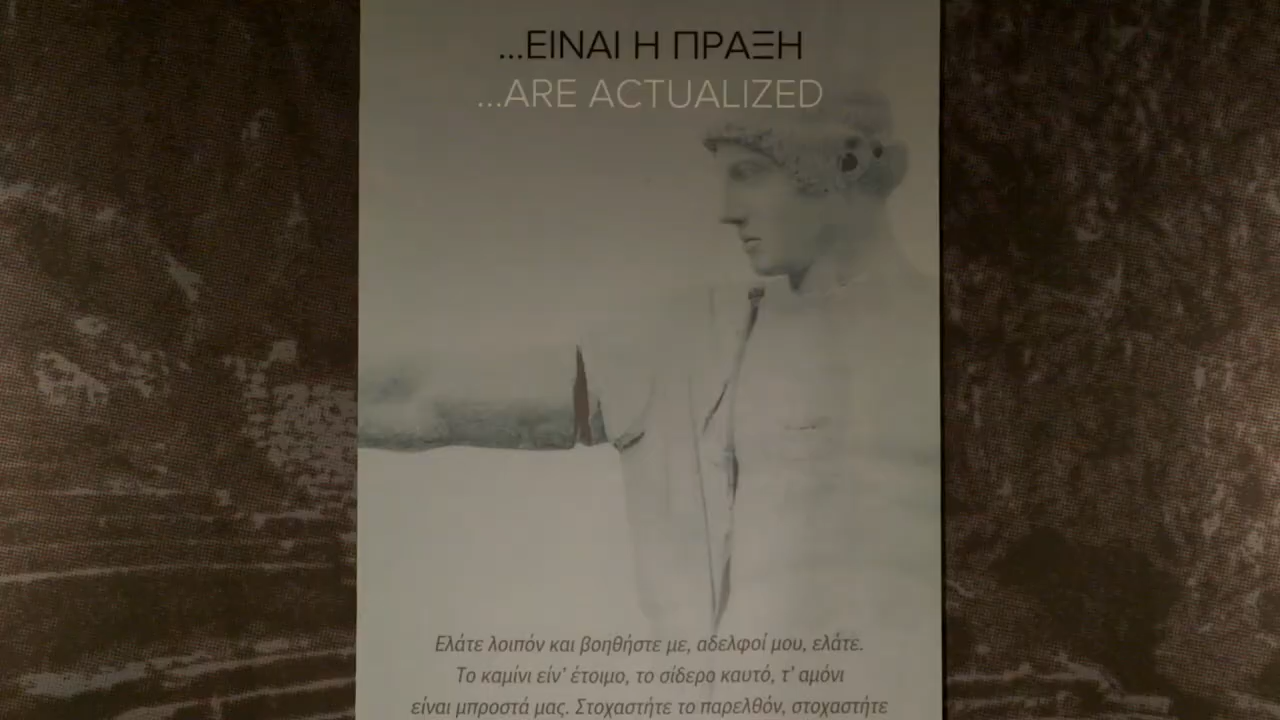 ...ΕΙΝΑΙ Η ΠΡΑΞΗ
...ARE ACTUALIZED
Ελάτε λοιπόν και βοηθήστε με, αδελφοί μου, ελάτε.
Το καμίνι είν' έτοιμο, το σίδερο καυτό, τ' αμόνι
είναι μπροστά μας. Στοχαστήτε το παρελθόν, στοχαστήτε